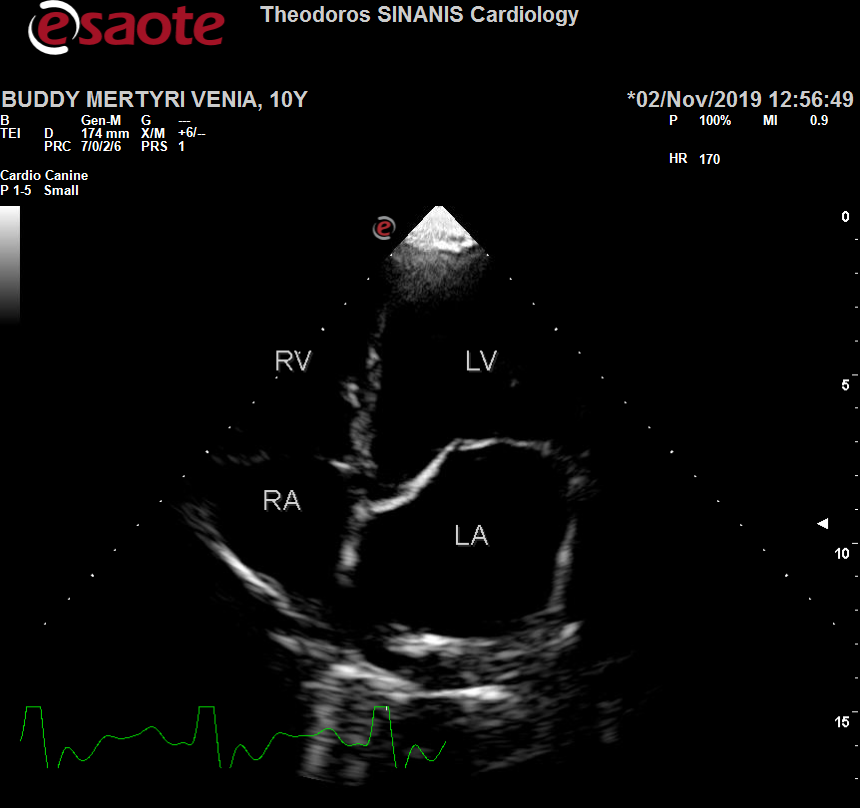 esaote
Theodoros SINANIS Cardiology
BUDDY MERTYRI VENIA, 10Y
*02/Nov/2019 12:56:49
B Gen-M G ---
TEI D 174 mm X/M +6/--
PRC 7/0/2/6 PRS 1
P 100% MI 0.9
HR 170
Cardio Canine
P 1-5 Small
e
0
RV LV
5
RA
LA
10
15